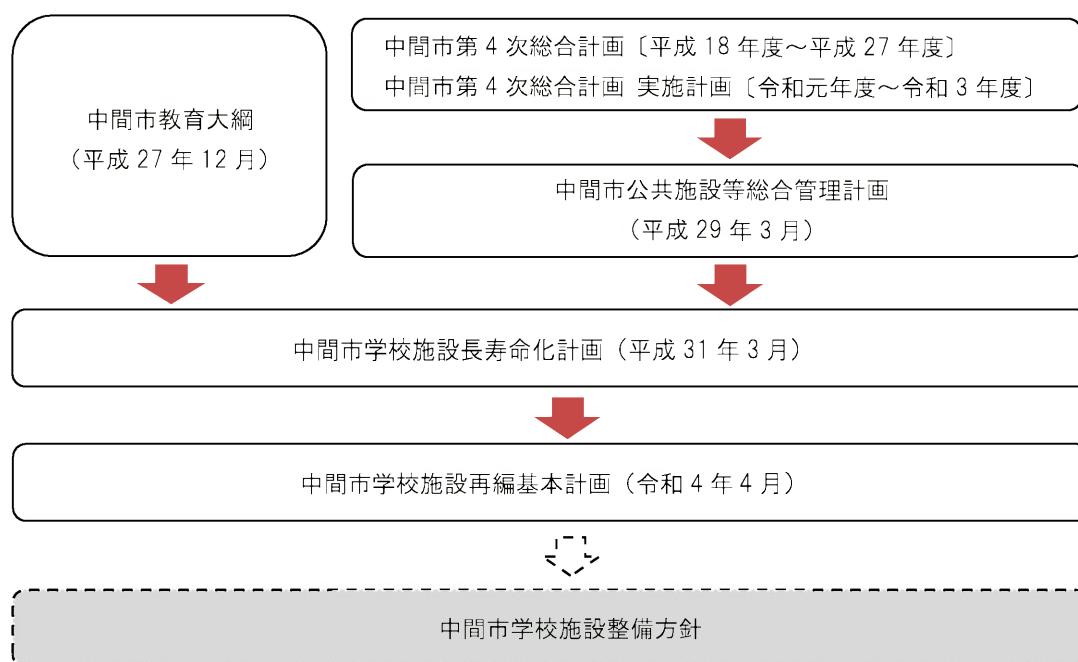 中間市教育大綱
（平成 27 年 12 月）
中間市第 4 次総合計画〔平成 18 年度～平成 27 年度〕
中間市第 4 次総合計画 実施計画〔令和元年度～令和 3 年度〕
中間市公共施設等総合管理計画
（平成 29 年 3 月）
中間市学校施設長寿命化計画（平成 31 年 3 月）
中間市学校施設再編基本計画（令和 4 年 4 月）
中間市学校施設整備方針